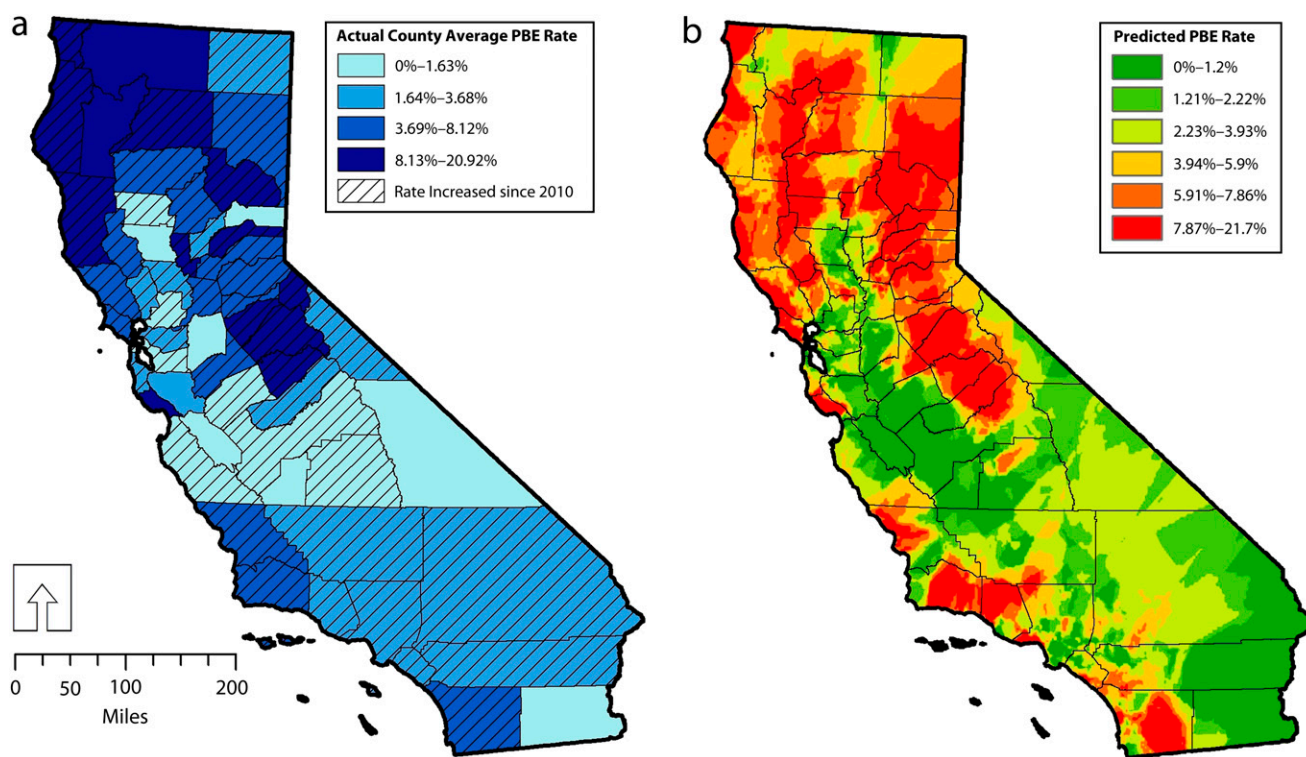 a
Actual County Average PBE Rate
0%–1.63%
1.64%–3.68%
3.69%–8.12%
8.13%–20.92%
Rate Increased since 2010
0 50 100 200
Miles
b
Predicted PBE Rate
0%–1.2%
1.21%–2.22%
2.23%–3.93%
3.94%–5.9%
5.91%–7.86%
7.87%–21.7%